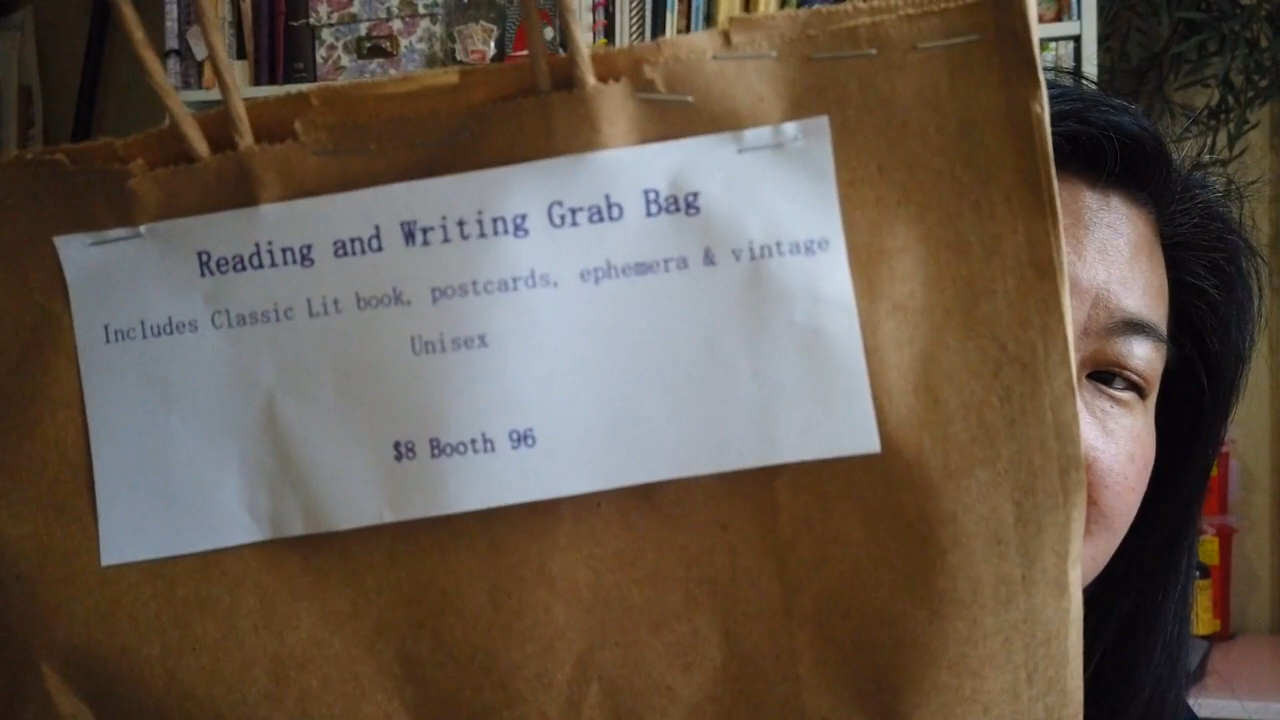 Reading and Writing Grab Bag
Includes Classic Lit book, postcards, ephemera & vintage
Unisex
$8 Booth 96